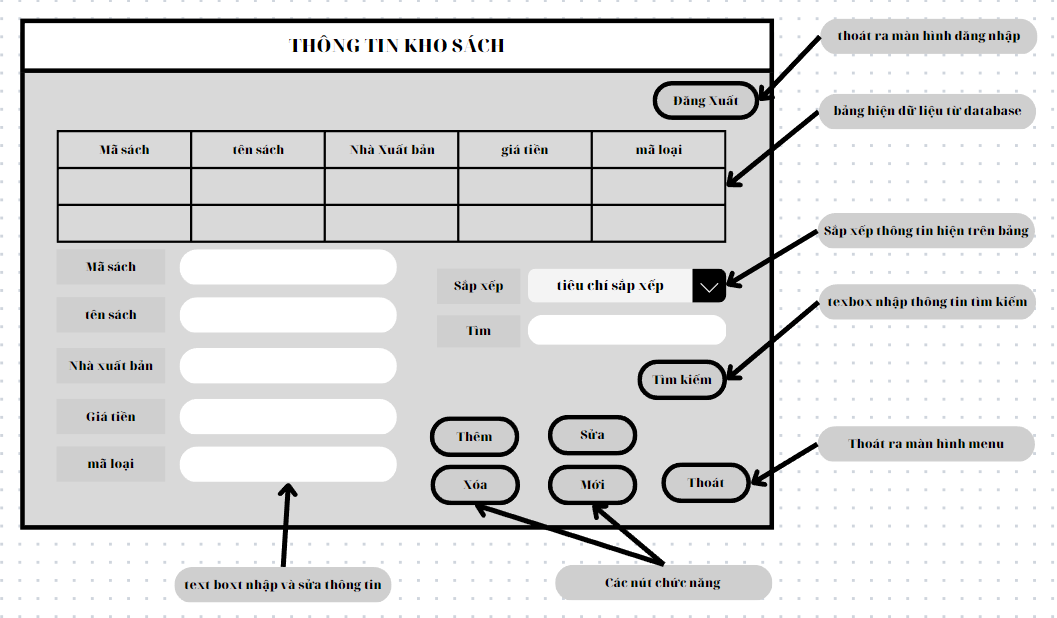 THÔNG TIN KHO SÁCH
thoát ra màn hình đăng nhập
Đăng Xuất
bảng hiện dữ liệu từ database
Mã sách
tên sách
Nhà Xuất bản
giá tiền
mã loại
Sắp xếp thông tin hiện trên bảng
Mã sách
Sắp xếp
tiêu chí sắp xếp
texbox nhập thông tin tìm kiếm
tên sách
Tìm
Nhà xuất bản
Tìm kiếm
Giá tiền
Thêm
Sửa
Thoát ra màn hình menu
mã loại
Xóa
Mới
Thoát
text boxt nhập và sửa thông tin
Các nút chức năng